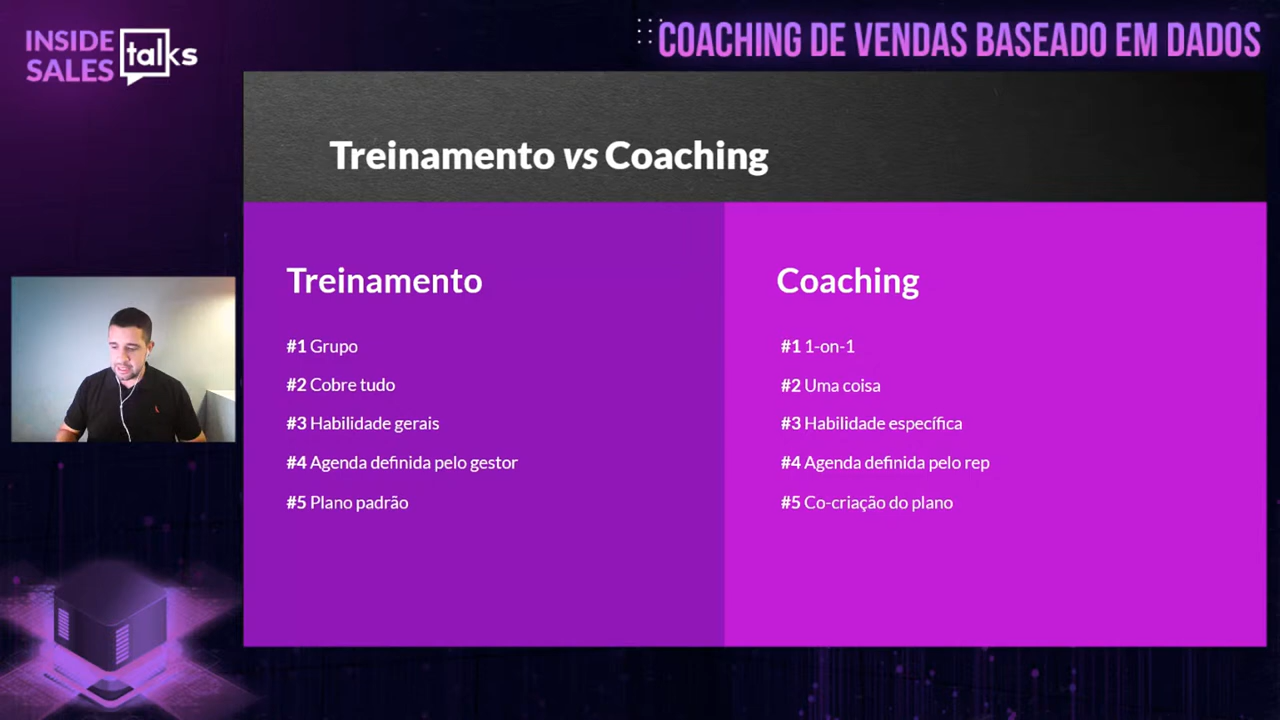 INSIDE
SALES
talks
COACHING DE VENDAS BASEADO EM DADOS
Treinamento vs Coaching
Treinamento
#1 Grupo
#2 Cobre tudo
#3 Habilidade gerais
#4 Agenda definida pelo gestor
#5 Plano padrão
Coaching
#1 1-on-1
#2 Uma coisa
#3 Habilidade específica
#4 Agenda definida pelo rep
#5 Co-criação do plano